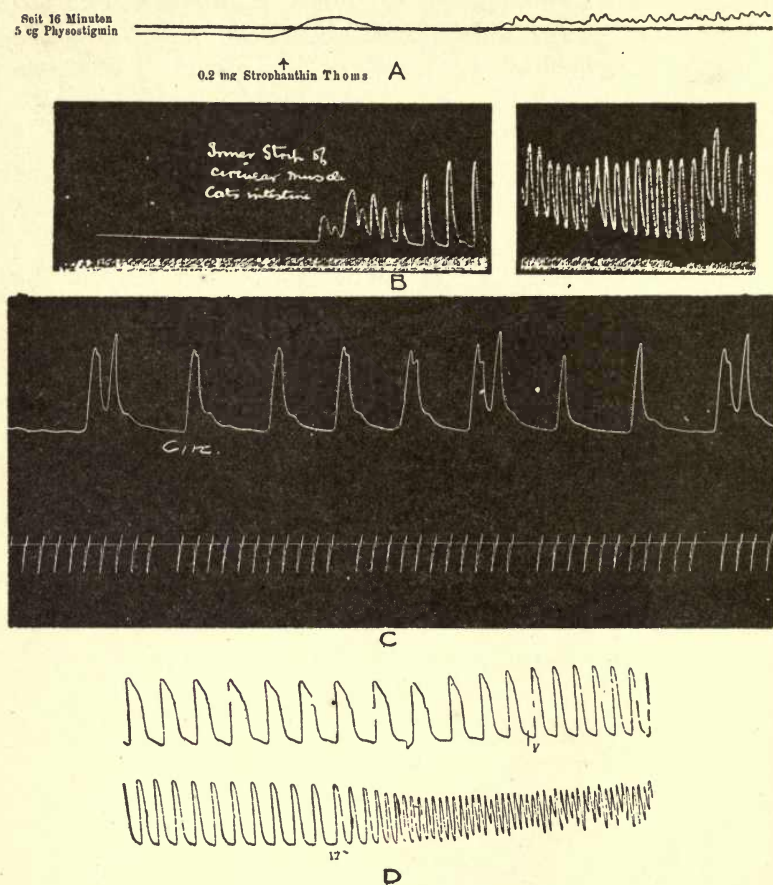 Seit 16 Minuten
5 cg Physostigmin
↑
0.2 mg Strophanthin Thoms
A
Inner Strip of
circular muscle
Cats intestine
B
Circ.
C
V
17
D